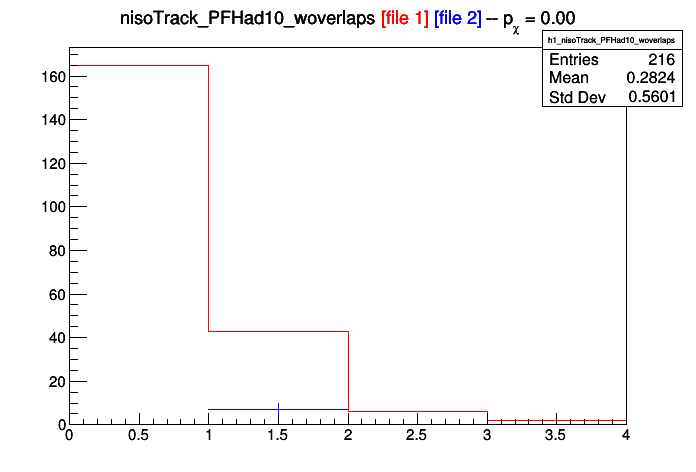 nisoTrack_PFHad10_woverlaps [file 1] [file 2] -- pχ = 0.00
h1_nisoTrack_PFHad10_woverlaps
Entries 216
Mean 0.2824
Std Dev 0.5601
160
140
120
100
80
60
40
20
0
0 0.5 1 1.5 2 2.5 3 3.5 4